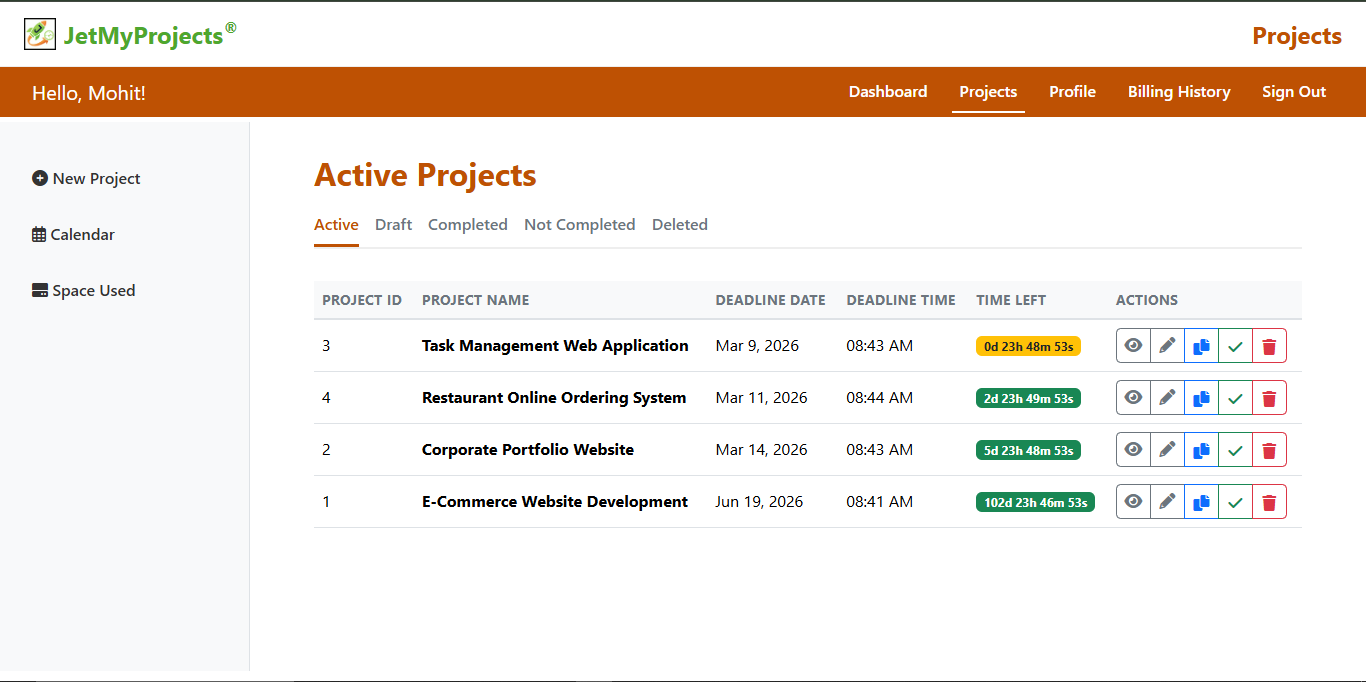 JetMyProjects®
Projects
Hello, Mohit!
Dashboard Projects Profile Billing History Sign Out
New Project
Calendar
Space Used
Active Projects
Active Draft Completed Not Completed Deleted
PROJECT ID PROJECT NAME DEADLINE DATE DEADLINE TIME TIME LEFT ACTIONS
3 Task Management Web Application Mar 9, 2026 08:43 AM 0d 23h 48m 53s
4 Restaurant Online Ordering System Mar 11, 2026 08:44 AM 2d 23h 49m 53s
2 Corporate Portfolio Website Mar 14, 2026 08:43 AM 5d 23h 48m 53s
1 E-Commerce Website Development Jun 19, 2026 08:41 AM 102d 23h 46m 53s